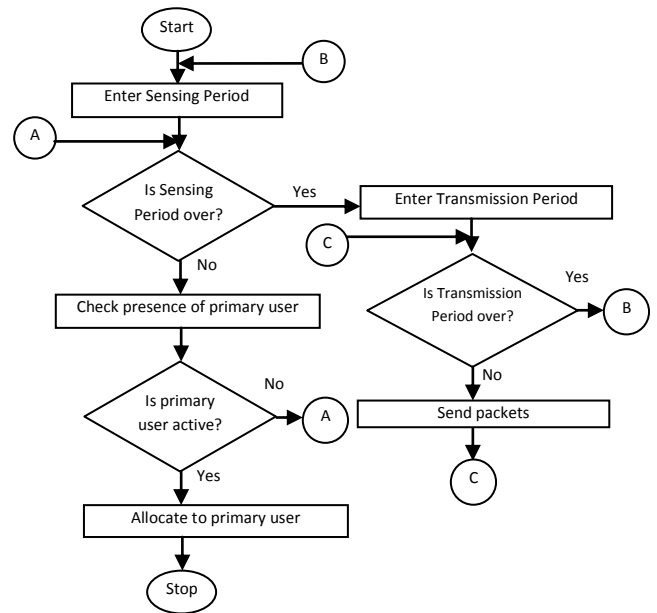 Start
B
Enter Sensing Period
A
Is Sensing
Period over?
Yes
Enter Transmission Period
C
No
Is Transmission
Period over?
Yes
B
Check presence of primary user
No
Is primary
user active?
No
A
Send packets
Yes
C
Allocate to primary user
Stop